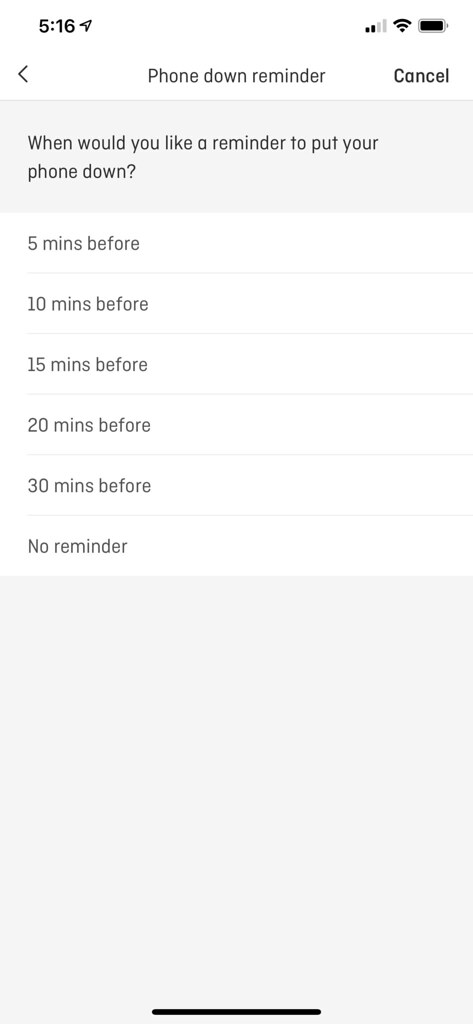 5:16
Phone down reminder
Cancel
When would you like a reminder to put your
phone down?
5 mins before
10 mins before
15 mins before
20 mins before
30 mins before
No reminder